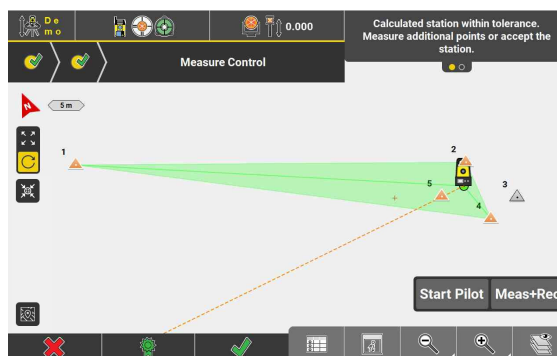 De
mo
0.000
Calculated station within tolerance.
Measure additional points or accept the
station.
Measure Control
N
5 m
1
2
3
5
4
Start Pilot
Meas+Rec